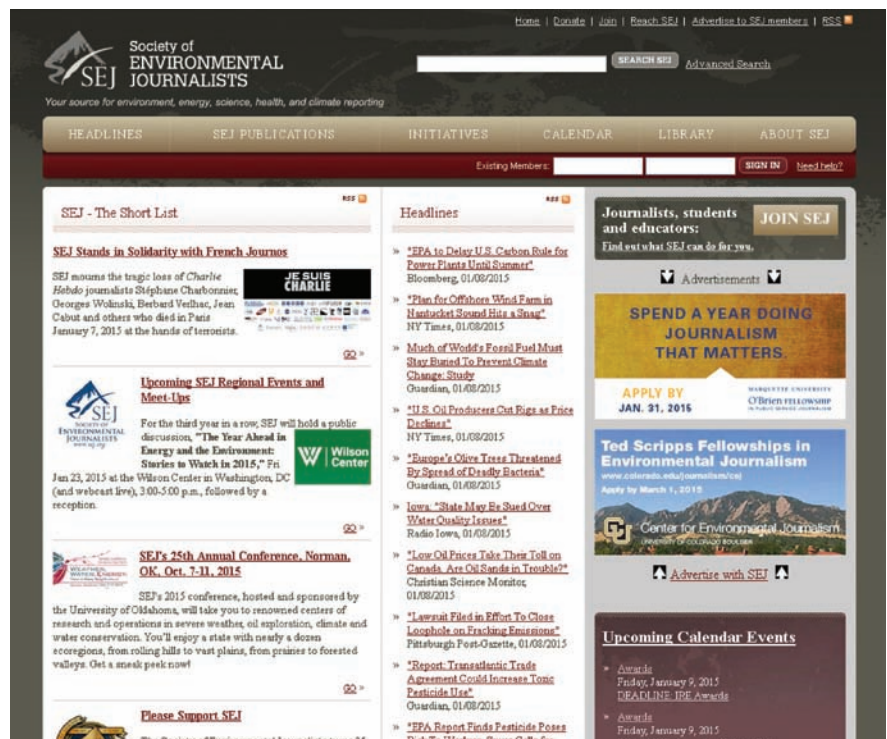 Home | Donate | Join | Reach SEJ | Advertise to SEJ members | RSS
Society of
ENVIRONMENTAL
JOURNALISTS
SEJ
Your source for environment, energy, science, health, and climate reporting
SEARCH SEJ
Advanced Search
HEADLINES
SEJ PUBLICATIONS
INITIATIVES
CALENDAR
LIBRARY
ABOUT SEJ
Existing Members:
SIGN IN
Need help?
RSS
SEJ - The Short List
SEJ Stands in Solidarity with French Journos
SEJ mourns the tragic loss of Charlie
Hebdo journalists Stéphane Charbonnier,
Georges Wolinski, Berbard Verlhac, Jean
Cabut and others who died in Paris
January 7, 2015 at the hands of terrorists.
JE SUIS
CHARLIE
GO »
Upcoming SEJ Regional Events and
Meet-Ups
SEJ
SOCIETY OF
ENVIRONMENTAL
JOURNALISTS
www.sej.org
For the third year in a row, SEJ will hold a public
discussion, "The Year Ahead in
Energy and the Environment:
Stories to Watch in 2015," Fri
Jan 23, 2015 at the Wilson Center in Washington, DC
(and webcast live), 3:00-5:00 p.m., followed by a
reception.
Wilson
Center
GO »
SEJ's 25th Annual Conference, Norman,
OK, Oct. 7-11, 2015
SEJ's 2015 conference, hosted and sponsored by
the University of Oklahoma, will take you to renowned centers of
research and operations in severe weather, oil exploration, climate and
water conservation. You'll enjoy a state with nearly a dozen
ecoregions, from rolling hills to vast plains, from prairies to forested
valleys. Get a sneak peek now!
GO »
Please Support SEJ
RSS
Headlines
» "EPA to Delay U.S. Carbon Rule for
Power Plants Until Summer"
Bloomberg, 01/08/2015
» "Plan for Offshore Wind Farm in
Nantucket Sound Hits a Snag"
NY Times, 01/08/2015
» Much of World's Fossil Fuel Must
Stay Buried To Prevent Climate
Change: Study
Guardian, 01/08/2015
» "U.S. Oil Producers Cut Rigs as Price
Declines"
NY Times, 01/08/2015
» "Europe's Olive Trees Threatened
By Spread of Deadly Bacteria"
Guardian, 01/08/2015
» Iowa: "State May Be Sued Over
Water Quality Issues"
Radio Iowa, 01/08/2015
» "Low Oil Prices Take Their Toll on
Canada. Are Oil Sands in Trouble?"
Christian Science Monitor,
01/08/2015
» "Lawsuit Filed in Effort To Close
Loophole on Fracking Emissions"
Pittsburgh Post-Gazette, 01/08/2015
» "Report: Transatlantic Trade
Agreement Could Increase Toxic
Pesticide Use"
Guardian, 01/08/2015
» "EPA Report Finds Pesticide Poses
Journalists, students
and educators:
Find out what SEJ can do for you.
JOIN SEJ
Advertisements
SPEND A YEAR DOING
JOURNALISM
THAT MATTERS.
APPLY BY
JAN. 31, 2015
MARQUETTE UNIVERSITY
O'Brien FELLOWSHIP
IN PUBLIC SERVICE JOURNALISM
Ted Scripps Fellowships in
Environmental Journalism
www.colorado.edu/journalism/cej
Apply by March 1, 2015
Center for Environmental Journalism
UNIVERSITY OF COLORADO BOULDER
Advertise with SEJ
Upcoming Calendar Events
» Awards
Friday, January 9, 2015
DEADLINE: IRE Awards
» Awards
Friday, January 9, 2015